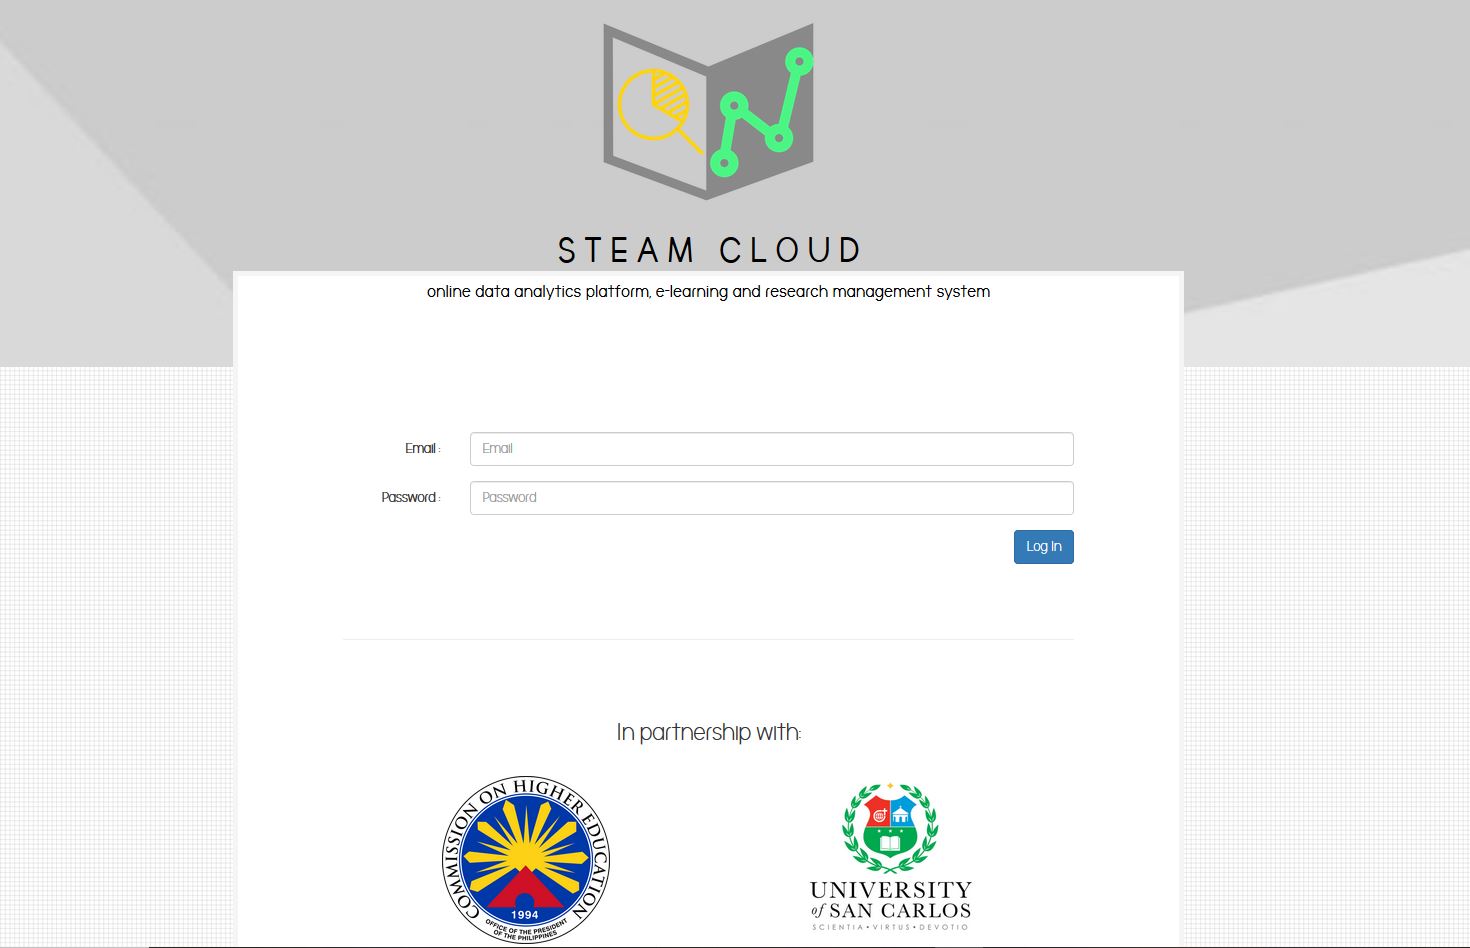 STEAM CLOUD
online data analytics platform, e-learning and research management system
Email :
Email
Password :
Password
Log In
In partnership with:
COMMISSION ON HIGHER EDUCATION
1994
OFFICE OF THE PRESIDENT
OF THE PHILIPPINES
UNIVERSITY
of SAN CARLOS
SCIENTIA • VIRTUS • DEVOTIO